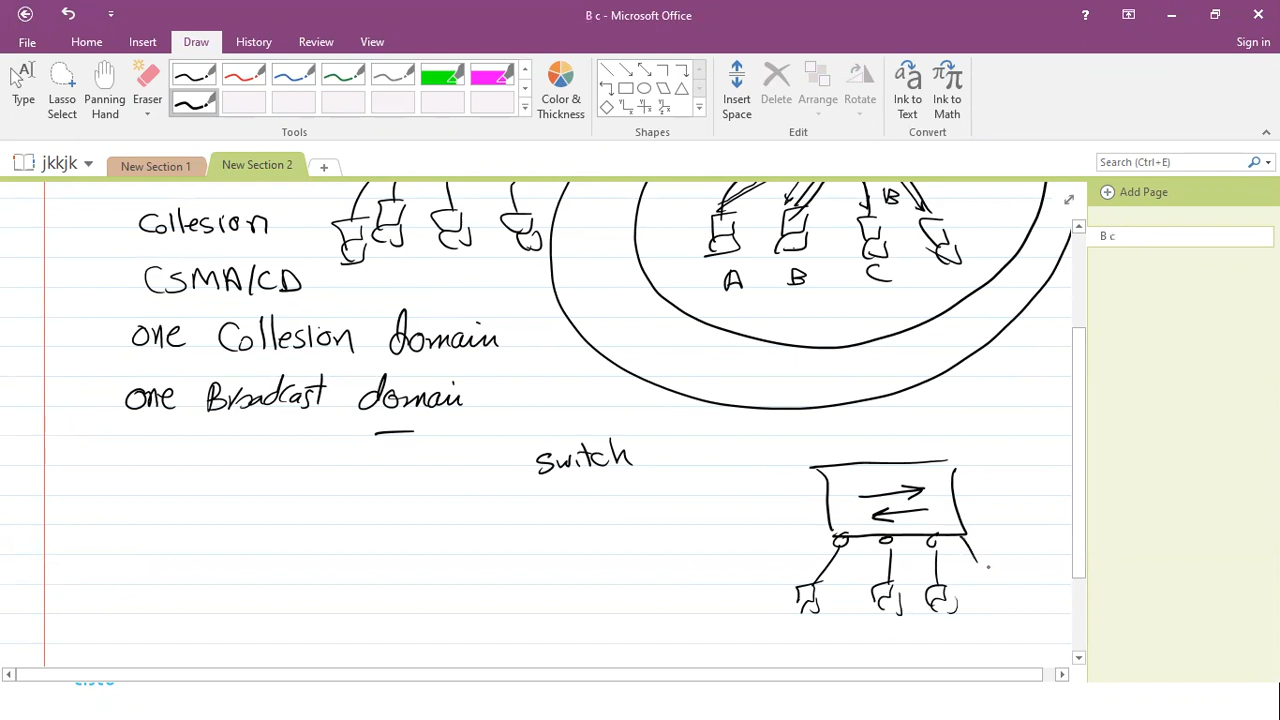 B c - Microsoft Office
File Home Insert Draw History Review View Sign in
Type
Lasso Select
Panning Hand
Eraser
Color & Thickness
Insert Space
Delete
Arrange
Rotate
Ink to Text
Ink to Math
Tools
Shapes
Edit
Convert
jkkjk New Section 1 New Section 2 Search (Ctrl+E)
Add Page
B c
B
Collesion
A B C
CSMA/CD
one Collesion domain
one Broadcast domain
switch
cisco